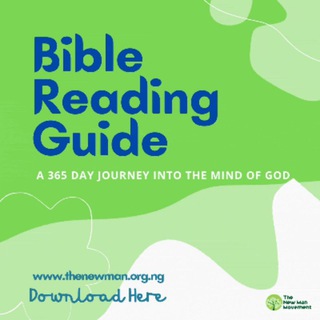 Bible
Reading
Guide
A 365 DAY JOURNEY INTO THE MIND OF GOD
www.thenewman.org.ng
Download Here
The
New Man
Movement